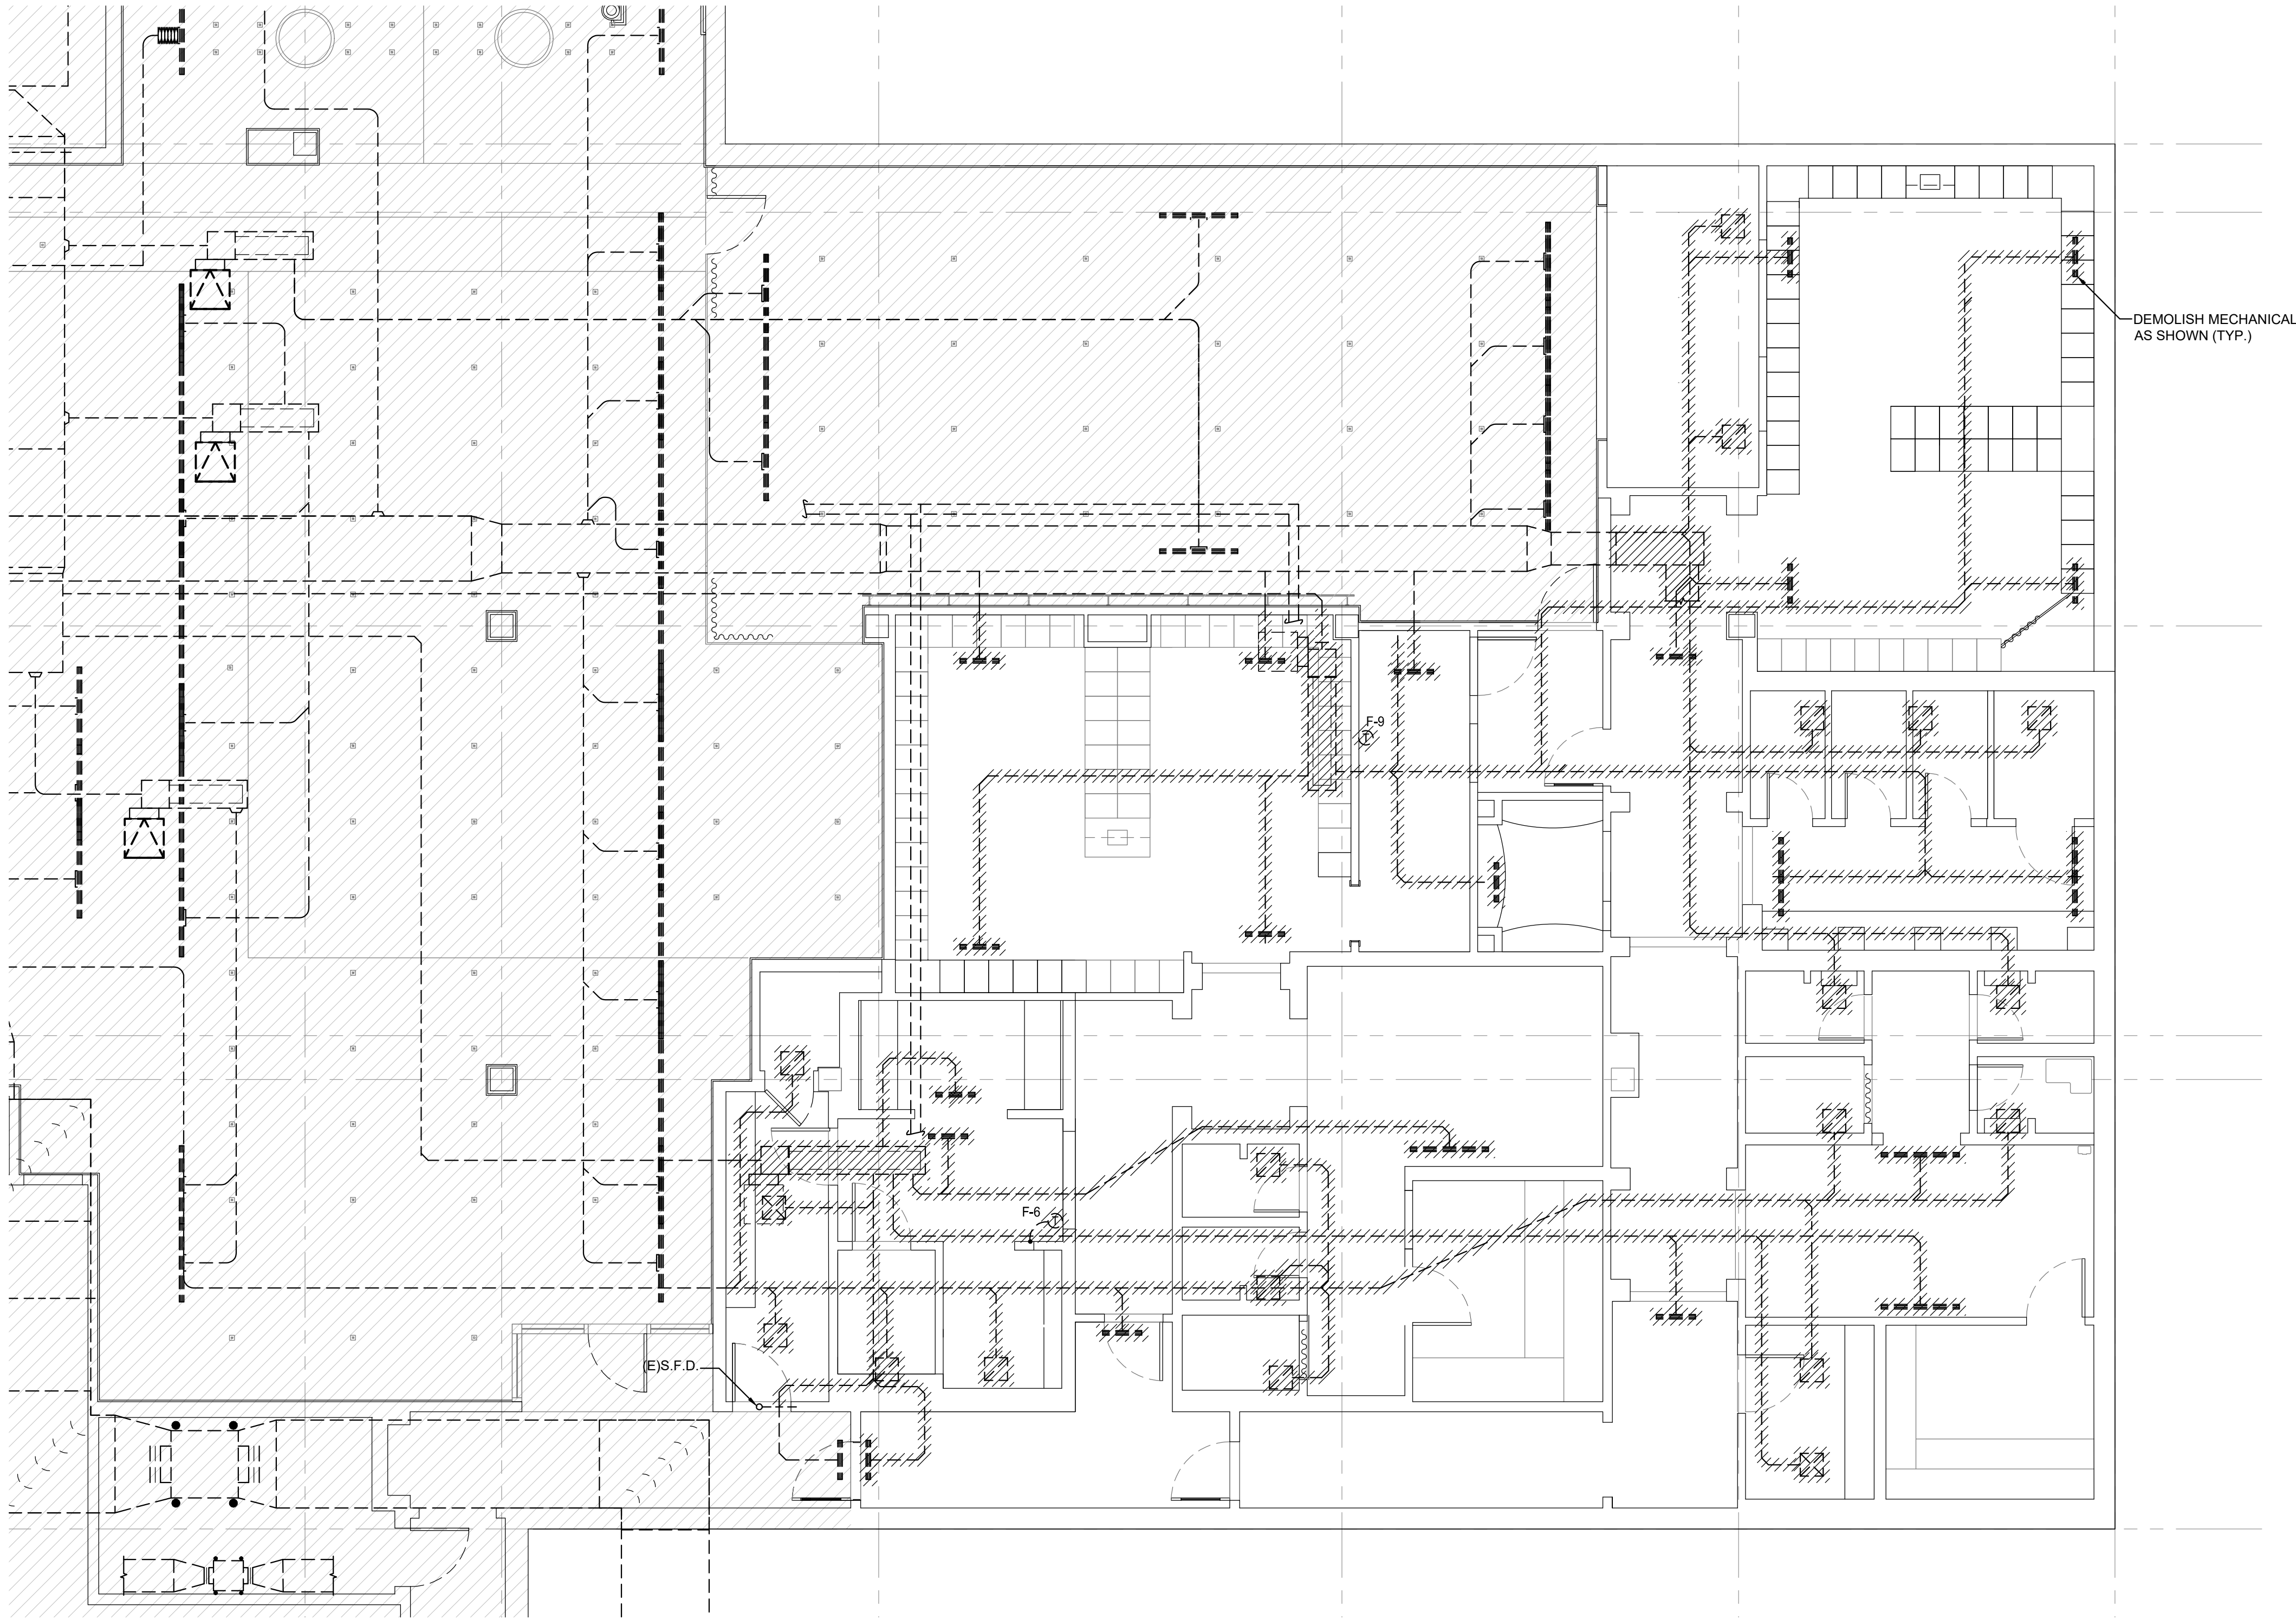 DEMOLISH MECHANICAL
AS SHOWN (TYP.)
F-9
T
F-6
T
(E)S.F.D.